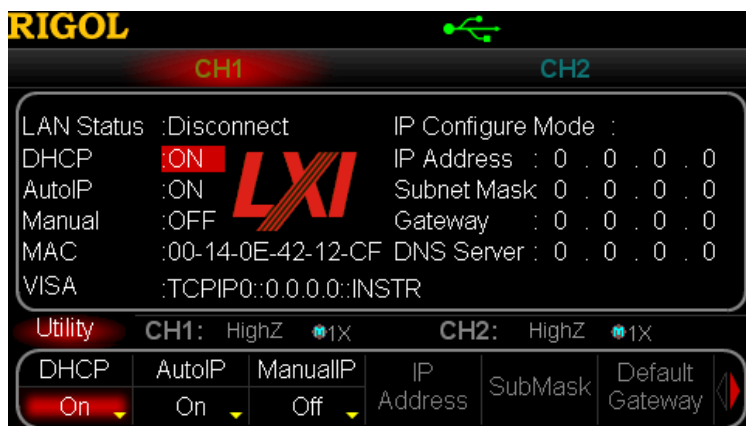 RIGOL
CH1 CH2
LAN Status :Disconnect IP Configure Mode :
DHCP :ON IP Address : 0 . 0 . 0 . 0
AutoIP :ON Subnet Mask 0 . 0 . 0 . 0
Manual :OFF Gateway : 0 . 0 . 0 . 0
MAC :00-14-0E-42-12-CF DNS Server : 0 . 0 . 0 . 0
VISA :TCPIP0::0.0.0.0::INSTR
LXI
Utility CH1: HighZ 1X CH2: HighZ 1X
DHCP AutoIP ManualIP IP Address SubMask Default Gateway
On On Off